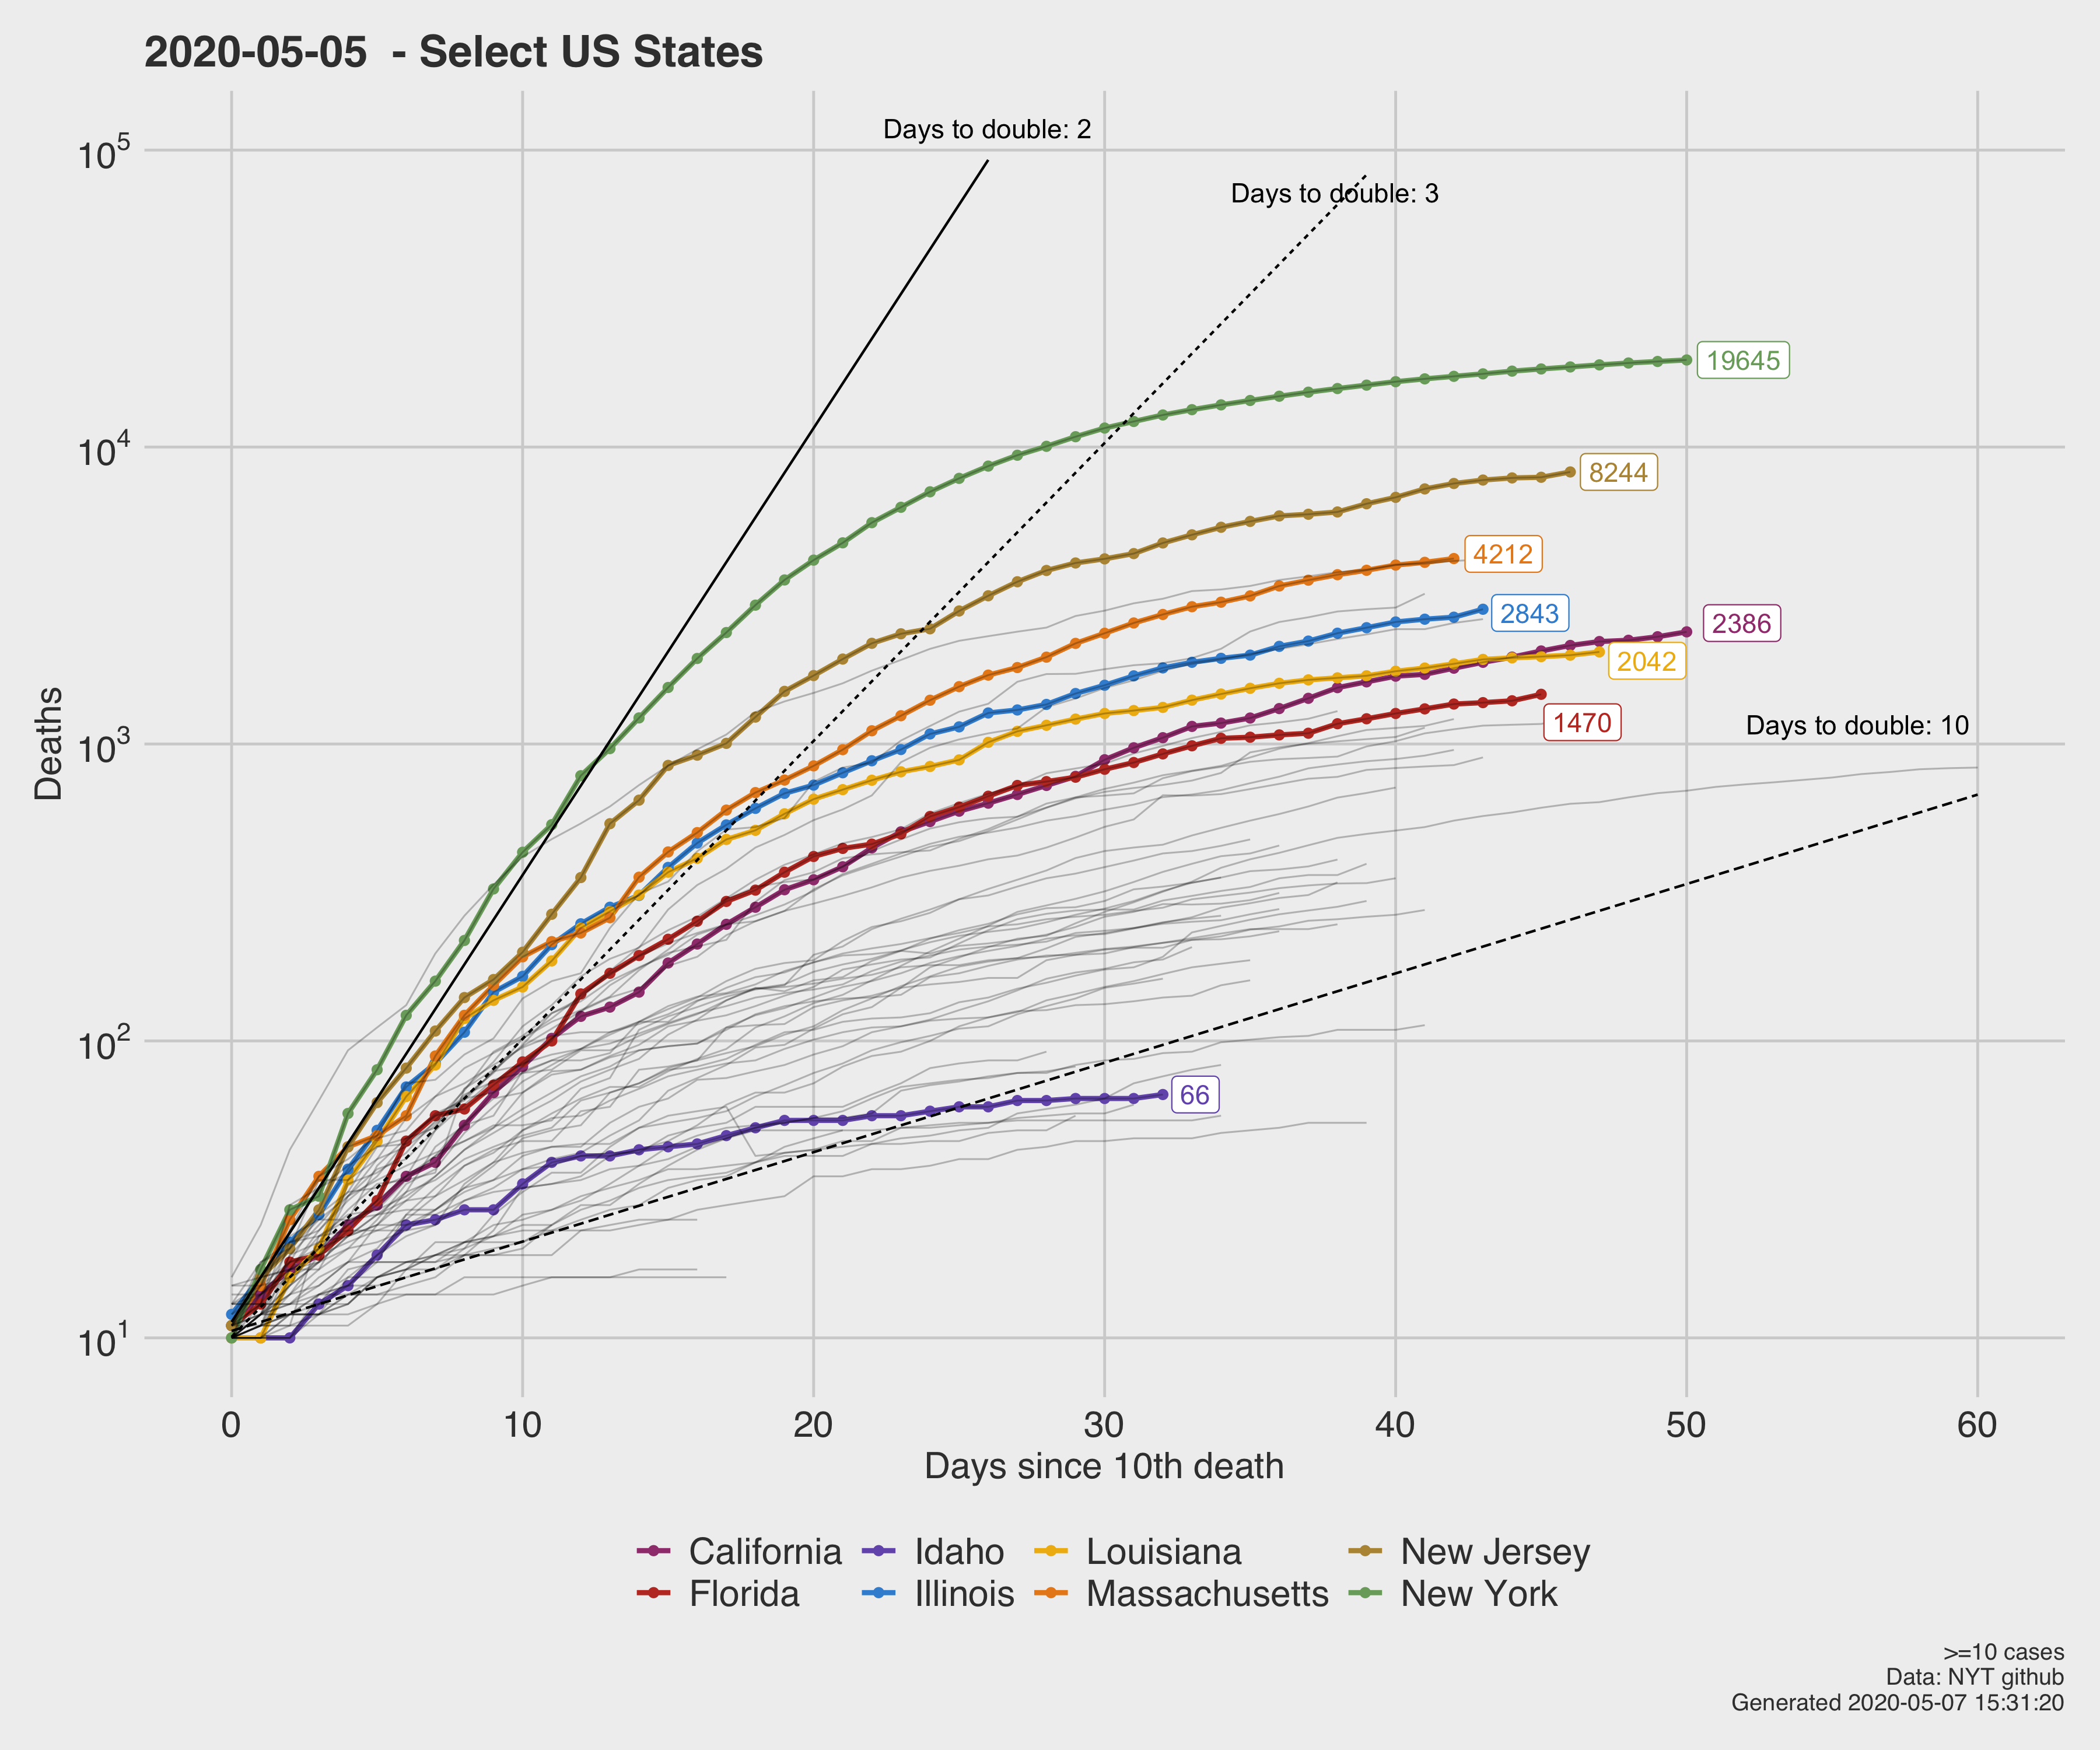 2020-05-05  - Select US States
Days to double: 2
Days to double: 3
Days to double: 10
10^5
10^4
10^3
10^2
10^1
Deaths
19645
8244
4212
2843
2386
2042
1470
66
0 10 20 30 40 50 60
Days since 10th death
California Idaho Louisiana New Jersey
Florida Illinois Massachusetts New York
>=10 cases
Data: NYT github
Generated 2020-05-07 15:31:20